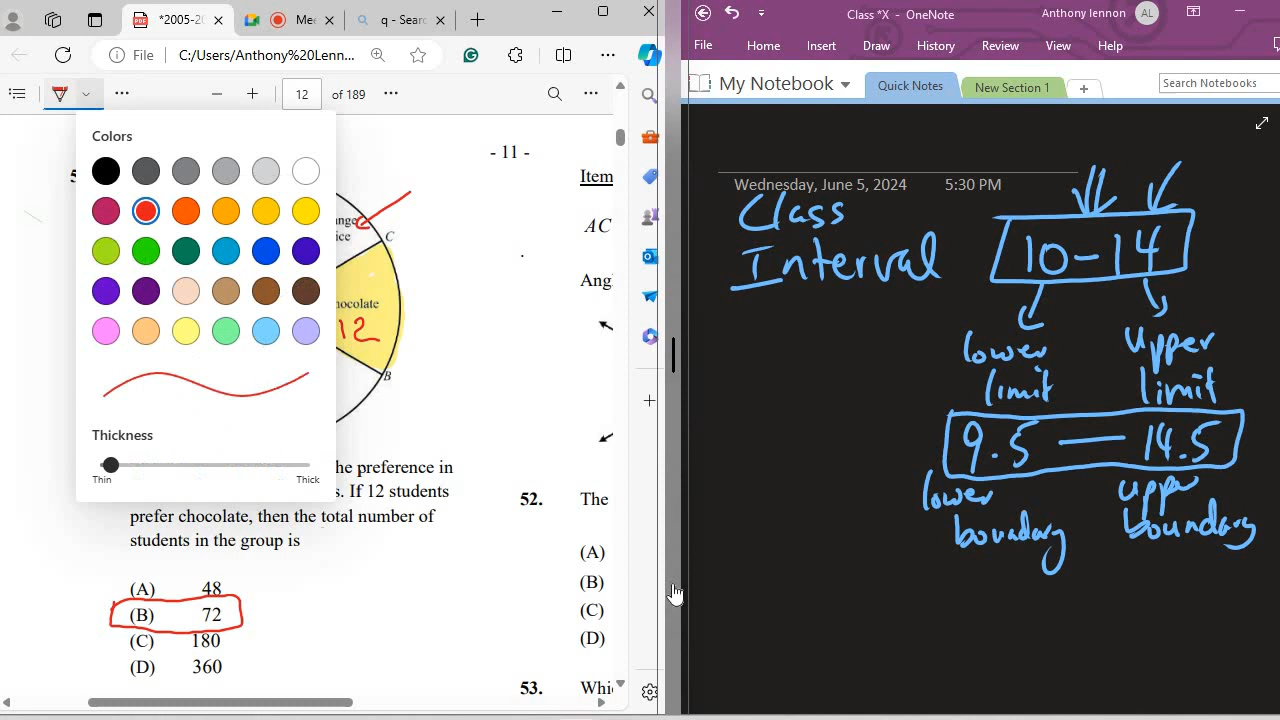 *2005-20
Mee
q - Searc
File
C:/Users/Anthony%20Lenn...
12 of 189
Colors
Thickness
Thin Thick
- 11 -
C
hocolate
12
B
he preference in
s. If 12 students
prefer chocolate, then the total number of
students in the group is
(A) 48
(B) 72
(C) 180
(D) 360
Item
AC
Ang
52. The
(A)
(B)
(C)
(D)
53. Whi
Class *X - OneNote
Anthony lennon
AL
File Home Insert Draw History Review View Help
My Notebook
Quick Notes
New Section 1
+
Search Notebooks
Wednesday, June 5, 2024 5:30 PM
Class
Interval
10 - 14
lower limit
upper limit
9.5 — 14.5
lower boundary
upper boundary